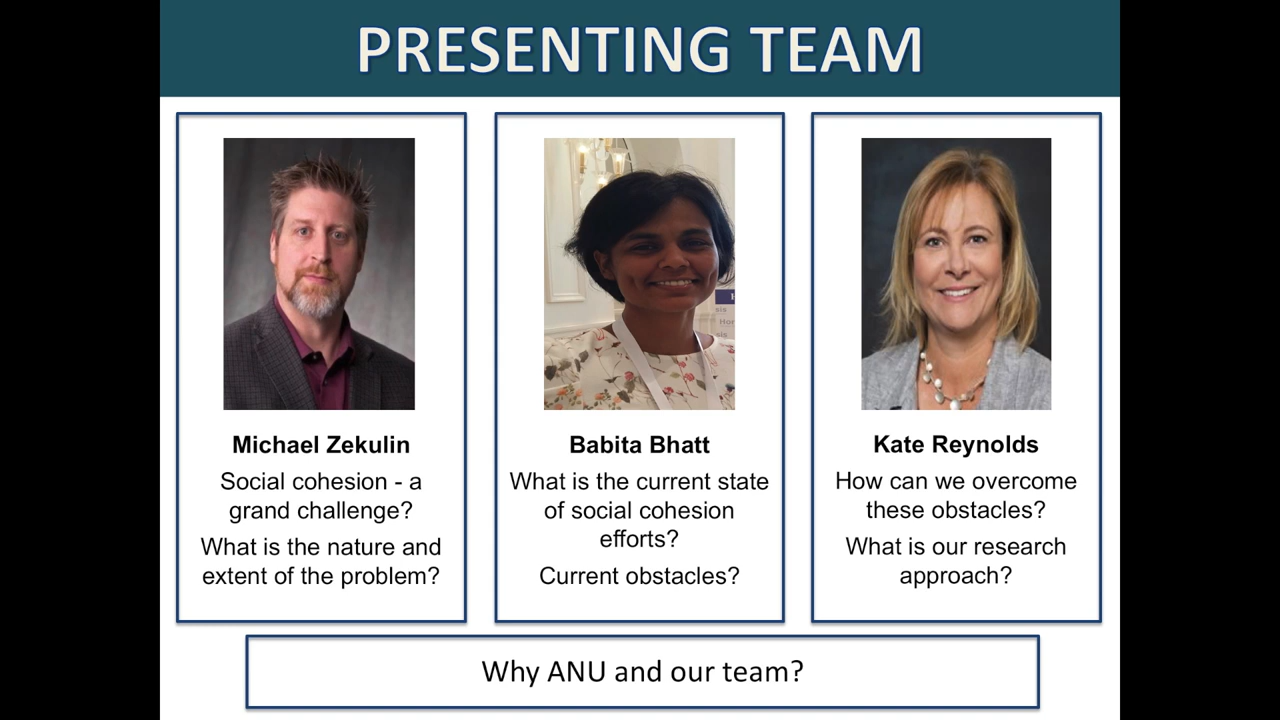 PRESENTING TEAM
Michael Zekulin
Social cohesion - a
grand challenge?
What is the nature and
extent of the problem?
Babita Bhatt
What is the current state
of social cohesion
efforts?
Current obstacles?
Kate Reynolds
How can we overcome
these obstacles?
What is our research
approach?
Why ANU and our team?